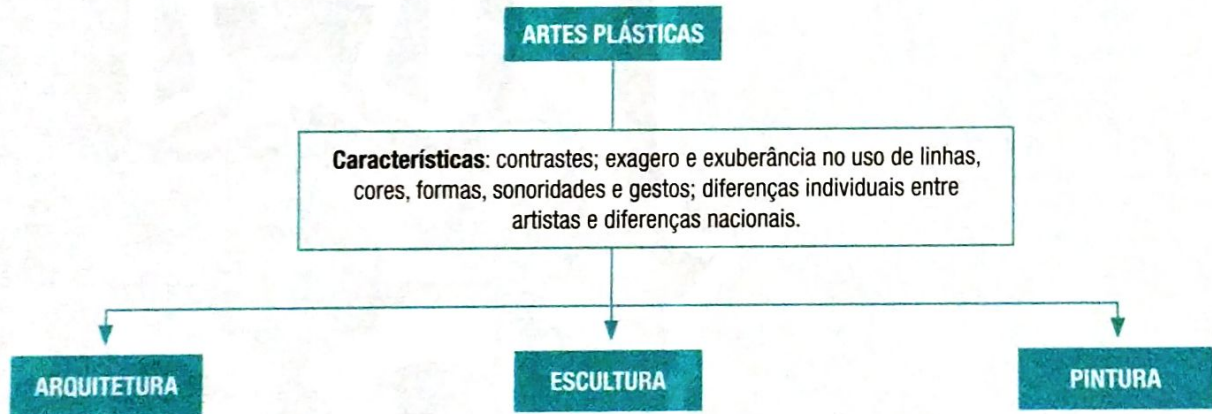 ARTES PLÁSTICAS
Características: contrastes; exagero e exuberância no uso de linhas,
cores, formas, sonoridades e gestos; diferenças individuais entre
artistas e diferenças nacionais.
ARQUITETURA
ESCULTURA
PINTURA